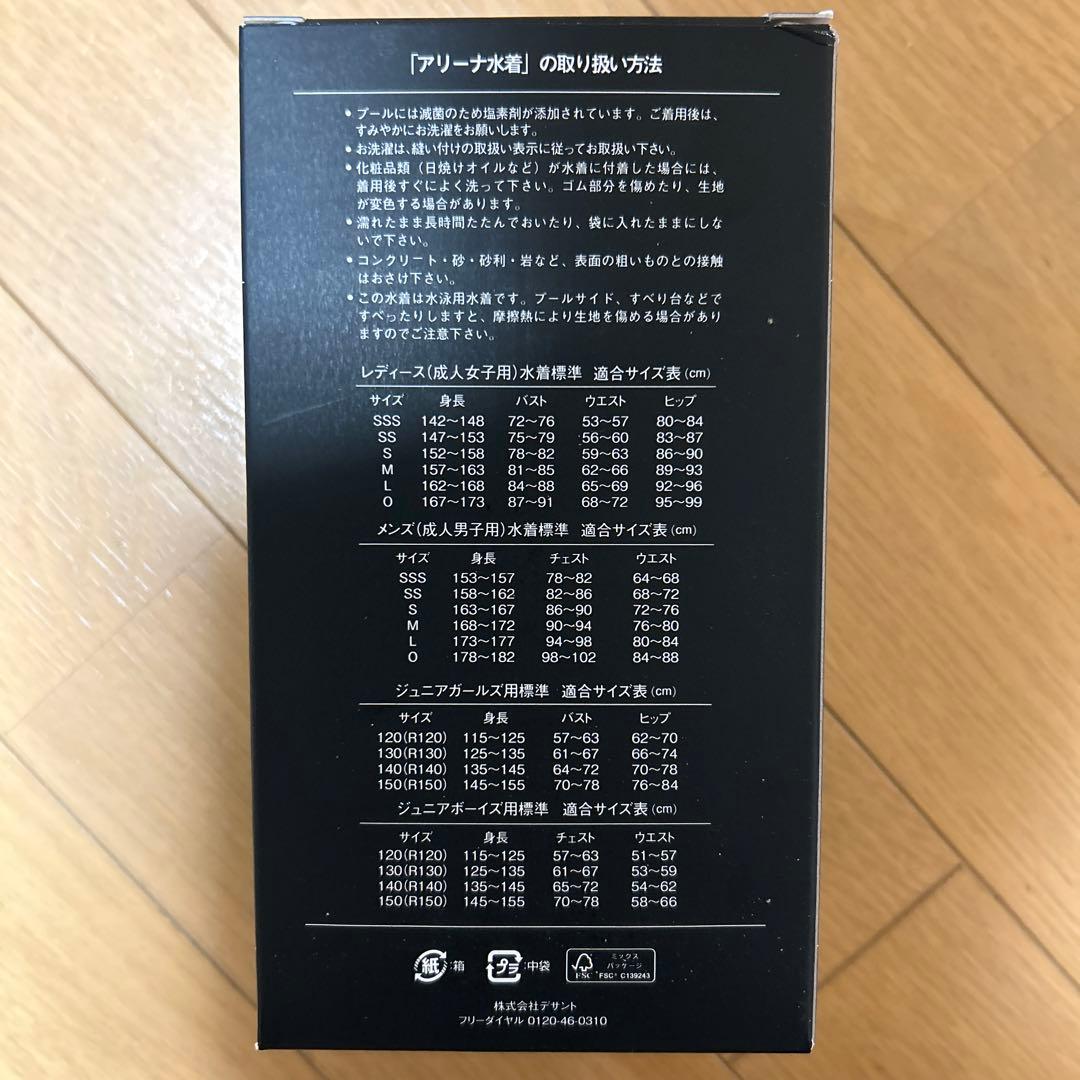 「アリーナ水着」の取り扱い方法
・プールには滅菌のため塩素剤が添加されています。ご着用後は、
すみやかにお洗濯をお願いします。
・お洗濯は、縫い付けの取扱い表示に従ってお取扱い下さい。
・化粧品類（日焼けオイルなど）が水着に付着した場合には、
着用後すぐによく洗って下さい。ゴム部分を傷めたり、生地
が変色する場合があります。
・濡れたまま長時間たたんでおいたり、袋に入れたままにしな
いで下さい。
・コンクリート・砂・砂利・岩など、表面の粗いものとの接触
はおさけ下さい。
・この水着は水泳用水着です。プールサイド、すべり台などで
すべったりしますと、摩擦熱により生地を傷める場合があり
ますのでご注意下さい。
レディース(成人女子用)水着標準 適合サイズ表(cm)
サイズ 身長 バスト ウエスト ヒップ
SSS 142〜148 72〜76 53〜57 80〜84
SS 147〜153 75〜79 56〜60 83〜87
S 152〜158 78〜82 59〜63 86〜90
M 157〜163 81〜85 62〜66 89〜93
L 162〜168 84〜88 65〜69 92〜96
O 167〜173 87〜91 68〜72 95〜99
メンズ(成人男子用)水着標準 適合サイズ表(cm)
サイズ 身長 チェスト ウエスト
SSS 153〜157 78〜82 64〜68
SS 158〜162 82〜86 68〜72
S 163〜167 86〜90 72〜76
M 168〜172 90〜94 76〜80
L 173〜177 94〜98 80〜84
O 178〜182 98〜102 84〜88
ジュニアガールズ用標準 適合サイズ表(cm)
サイズ 身長 バスト ヒップ
120(R120) 115〜125 57〜63 62〜70
130(R130) 125〜135 61〜67 66〜74
140(R140) 135〜145 64〜72 70〜78
150(R150) 145〜155 70〜78 76〜84
ジュニアボーイズ用標準 適合サイズ表(cm)
サイズ 身長 チェスト ウエスト
120(R120) 115〜125 57〜63 51〜57
130(R130) 125〜135 61〜67 53〜59
140(R140) 135〜145 65〜72 54〜62
150(R150) 145〜155 70〜78 58〜66
紙:箱 プラ:中袋 FSC ミックス
パッケージ
FSC® C139243
株式会社デサント
フリーダイヤル 0120-46-0310